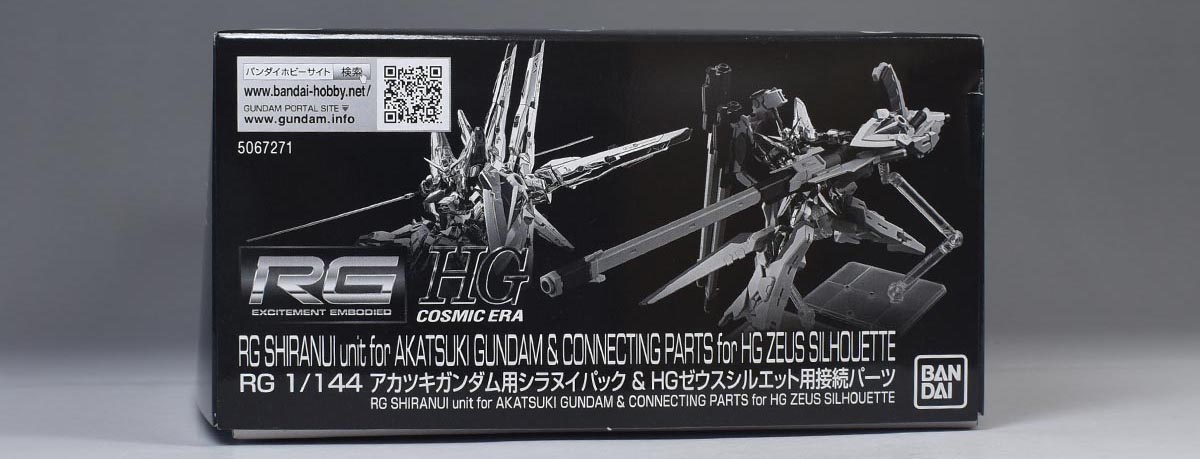 バンダイホビーサイト 検索
www.bandai-hobby.net/
GUNDAM PORTAL SITE
www.gundam.info
5067271
RG
EXCITEMENT EMBODIED
HG
COSMIC ERA
RG SHIRANUI unit for AKATSUKI GUNDAM & CONNECTING PARTS for HG ZEUS SILHOUETTE
RG 1/144 アカツキガンダム用シラヌイパック & HGゼウスシルエット用接続パーツ
RG SHIRANUI unit for AKATSUKI GUNDAM & CONNECTING PARTS for HG ZEUS SILHOUETTE
BAN
DAI